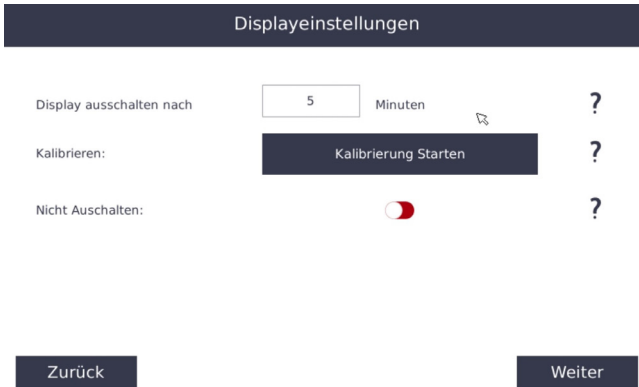 Displayeinstellungen
Display ausschalten nach 5 Minuten ?
Kalibrieren: Kalibrierung Starten ?
Nicht Auschalten: ?
Zurück Weiter